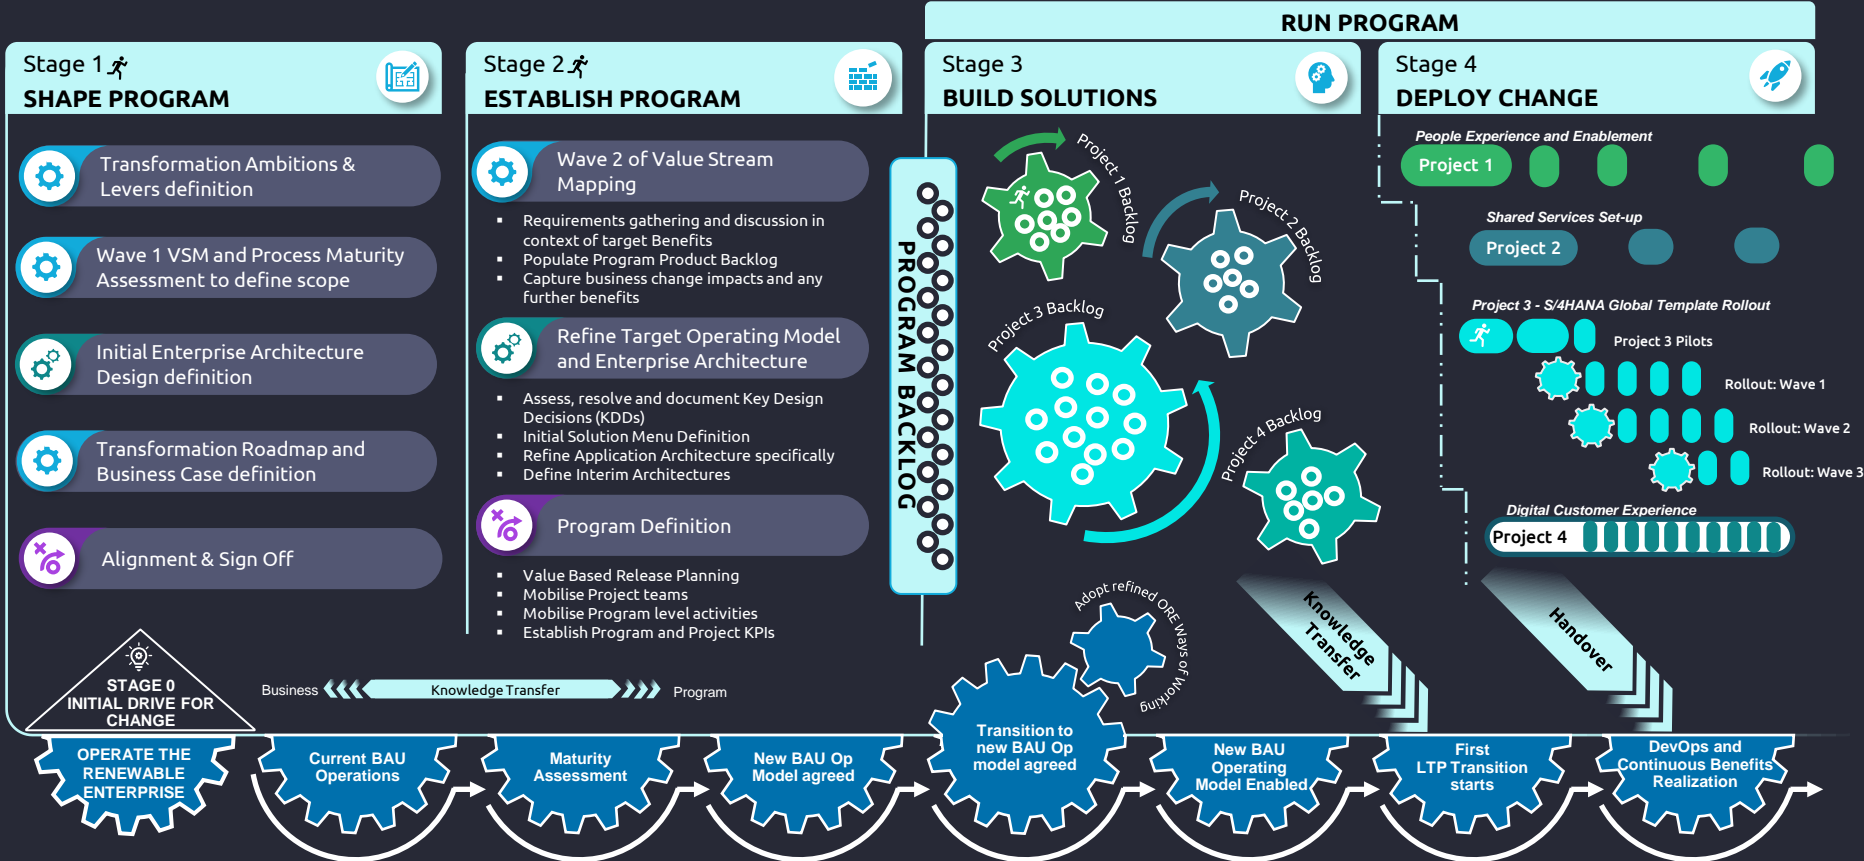 RUN PROGRAM
Stage 1
SHAPE PROGRAM
Transformation Ambitions &
Levers definition
Wave 1 VSM and Process Maturity
Assessment to define scope
Initial Enterprise Architecture
Design definition
Transformation Roadmap and
Business Case definition
Alignment & Sign Off
Stage 2
ESTABLISH PROGRAM
Wave 2 of Value Stream
Mapping
▪ Requirements gathering and discussion in
context of target Benefits
▪ Populate Program Product Backlog
▪ Capture business change impacts and any
further benefits
Refine Target Operating Model
and Enterprise Architecture
▪ Assess, resolve and document Key Design
Decisions (KDDs)
▪ Initial Solution Menu Definition
▪ Refine Application Architecture specifically
▪ Define Interim Architectures
Program Definition
▪ Value Based Release Planning
▪ Mobilise Project teams
▪ Mobilise Program level activities
▪ Establish Program and Project KPIs
PROGRAM BACKLOG
Stage 3
BUILD SOLUTIONS
Project 1 Backlog
Project 2 Backlog
Project 3 Backlog
Project 4 Backlog
Adopt refined ORE Ways of Working
Stage 4
DEPLOY CHANGE
People Experience and Enablement
Project 1
Shared Services Set-up
Project 2
Project 3 - S/4HANA Global Template Rollout
Project 3 Pilots
Rollout: Wave 1
Rollout: Wave 2
Rollout: Wave 3
Digital Customer Experience
Project 4
Knowledge
Transfer
Handover
STAGE 0
INITIAL DRIVE FOR
CHANGE
Business
Knowledge Transfer
Program
OPERATE THE
RENEWABLE
ENTERPRISE
Current BAU
Operations
Maturity
Assessment
New BAU Op
Model agreed
Transition to
new BAU Op
model agreed
New BAU
Operating
Model Enabled
First
LTP Transition
starts
DevOps and
Continuous Benefits
Realization